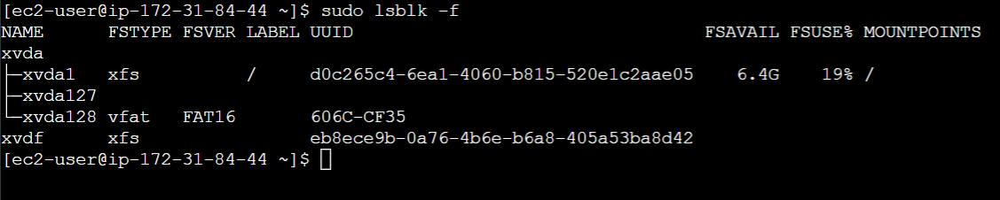 [ec2-user@ip-172-31-84-44 ~]$ sudo lsblk -f
NAME      FSTYPE FSVER LABEL UUID                                 FSAVAIL FSUSE% MOUNTPOINTS
xvda
├─xvda1   xfs          /     d0c265c4-6ea1-4060-b815-520e1c2aae05    6.4G    19% /
├─xvda127
└─xvda128 vfat   FAT16       606C-CF35
xvdf      xfs                eb8ece9b-0a76-4b6e-b6a8-405a53ba8d42
[ec2-user@ip-172-31-84-44 ~]$